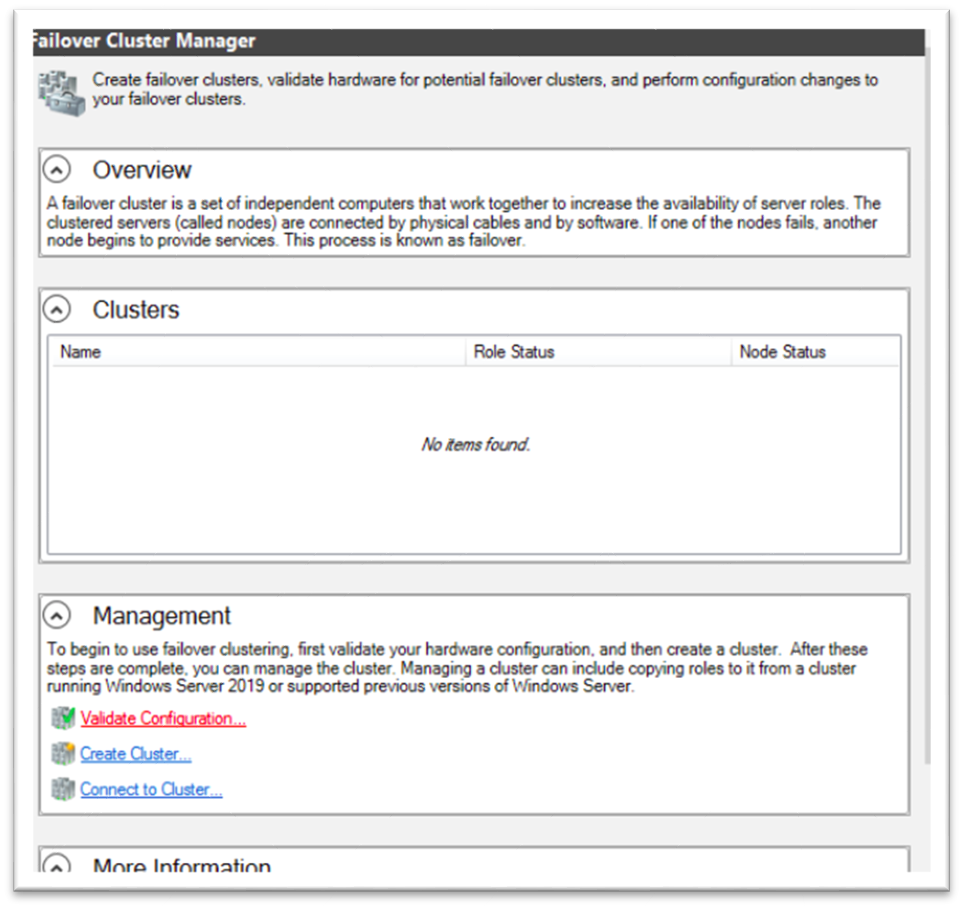 Failover Cluster Manager
Create failover clusters, validate hardware for potential failover clusters, and perform configuration changes to
your failover clusters.
Overview
A failover cluster is a set of independent computers that work together to increase the availability of server roles. The
clustered servers (called nodes) are connected by physical cables and by software. If one of the nodes fails, another
node begins to provide services. This process is known as failover.
Clusters
Name Role Status Node Status
No items found.
Management
To begin to use failover clustering, first validate your hardware configuration, and then create a cluster. After these
steps are complete, you can manage the cluster. Managing a cluster can include copying roles to it from a cluster
running Windows Server 2019 or supported previous versions of Windows Server.
Validate Configuration...
Create Cluster...
Connect to Cluster...
More Information